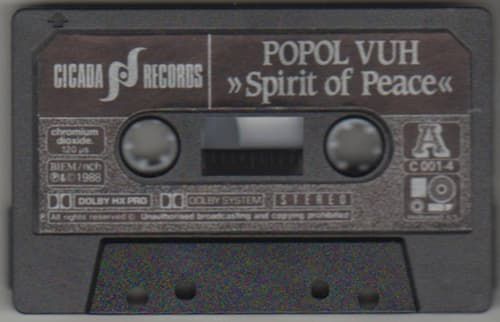 CICADA RECORDS
POPOL VUH
»Spirit of Peace«
chromium
dioxide.
120 µs
BIEM/ncb
℗ & © 1988
DOLBY HX PRO DOLBY SYSTEM STEREO
All rights reserved © Unauthorised broadcasting and copying prohibited
A
C 001-4